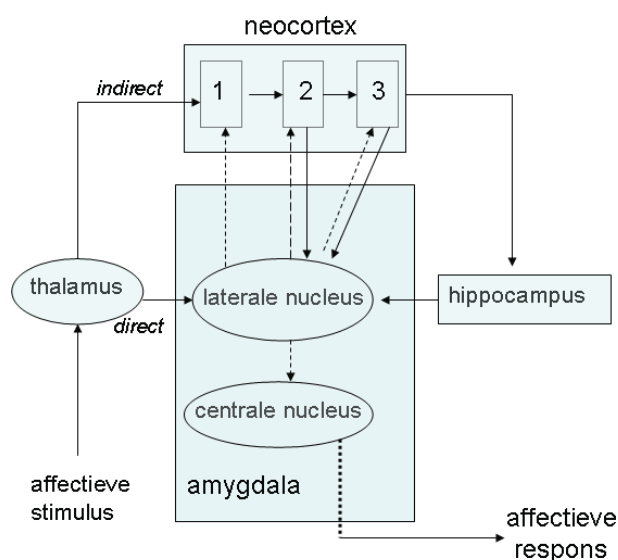 neocortex
indirect
1
2
3
thalamus
direct
laterale nucleus
hippocampus
centrale nucleus
amygdala
affectieve
stimulus
affectieve
respons